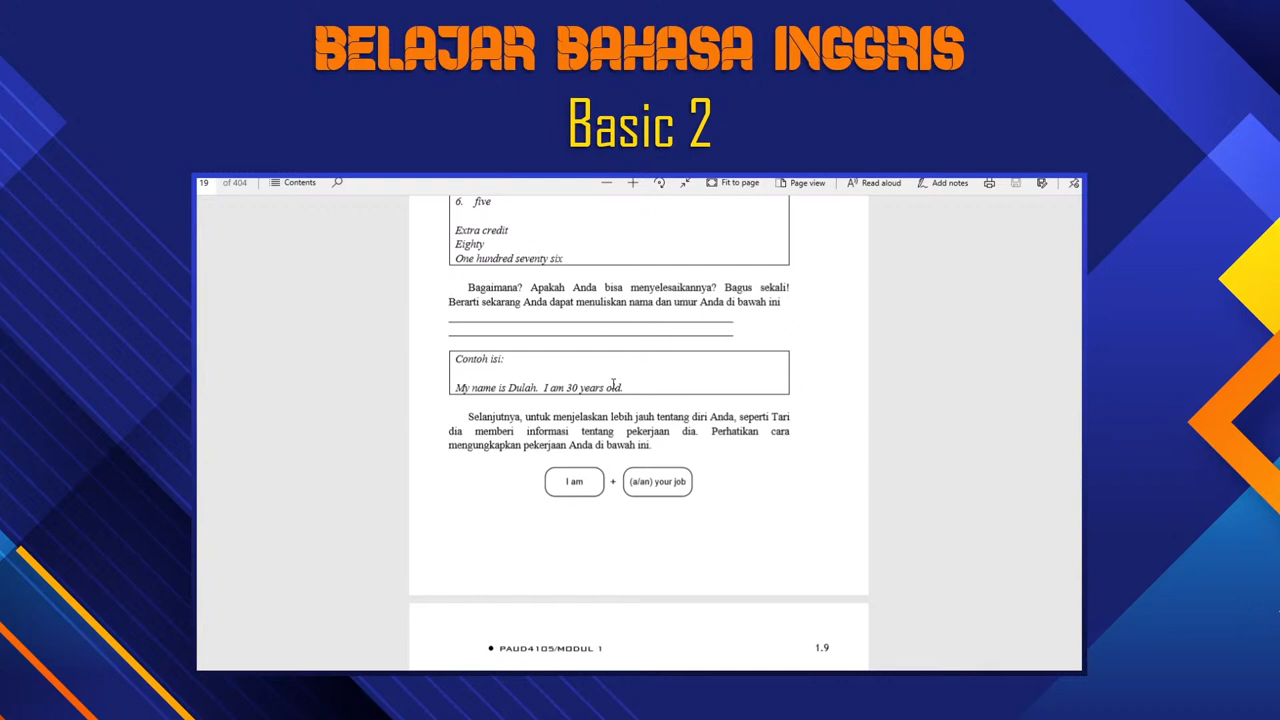 BELAJAR BAHASA INGGRIS
Basic 2
19 of 404 Contents Fit to page Page view Read aloud Add notes
6. five
Extra credit
Eighty
One hundred seventy six
Bagaimana? Apakah Anda bisa menyelesaikannya? Bagus sekali!
Berarti sekarang Anda dapat menuliskan nama dan umur Anda di bawah ini
Contoh isi:
My name is Dulah. I am 30 years old.
Selanjutnya, untuk menjelaskan lebih jauh tentang diri Anda, seperti Tari
dia memberi informasi tentang pekerjaan dia. Perhatikan cara
mengungkapkan pekerjaan Anda di bawah ini.
I am + (a/an) your job
● PAUD4105/MODUL 1 1.9